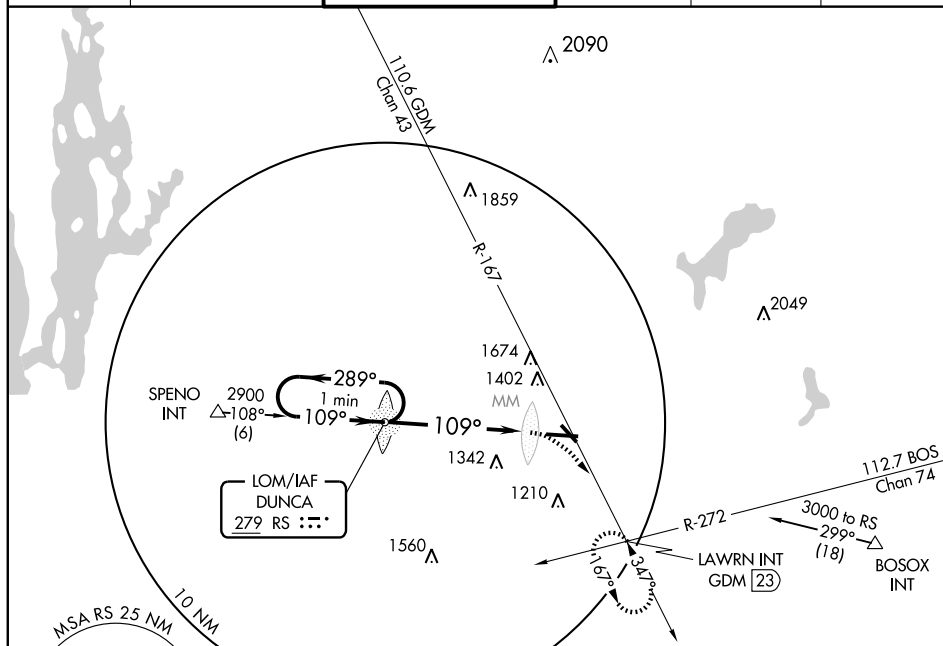 2090
110.6 GDM
Chan 43
1859
R-167
2049
1674
1402
MM
SPENO
INT
2900
108°
(6)
289°
1 min
109°
109°
1342
LOM/IAF
DUNCA
279 RS
1210
112.7 BOS
Chan 74
R-272
3000 to RS
299°
(18)
BOSOX
INT
1560
LAWRN INT
GDM 23
167°
347°
10 NM
MSA RS 25 NM